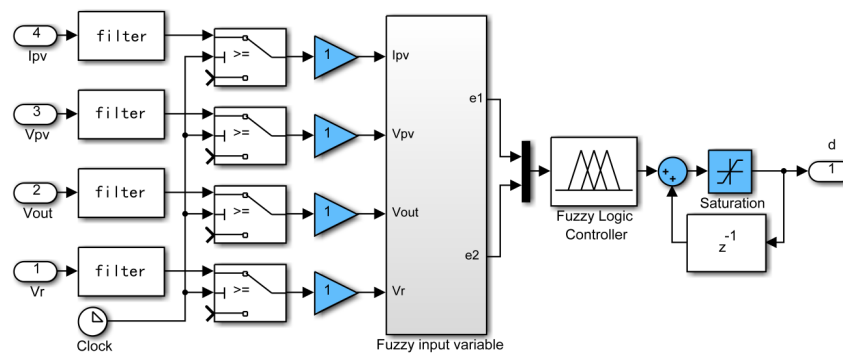 4
filter
Ipv
>=
1
Ipv
3
filter
Vpv
>=
1
Vpv
2
filter
Vout
>=
1
Vout
1
filter
Vr
>=
1
Vr
Clock
e1
e2
Fuzzy input variable
Fuzzy Logic
Controller
+
+
Saturation
z-1
d
1